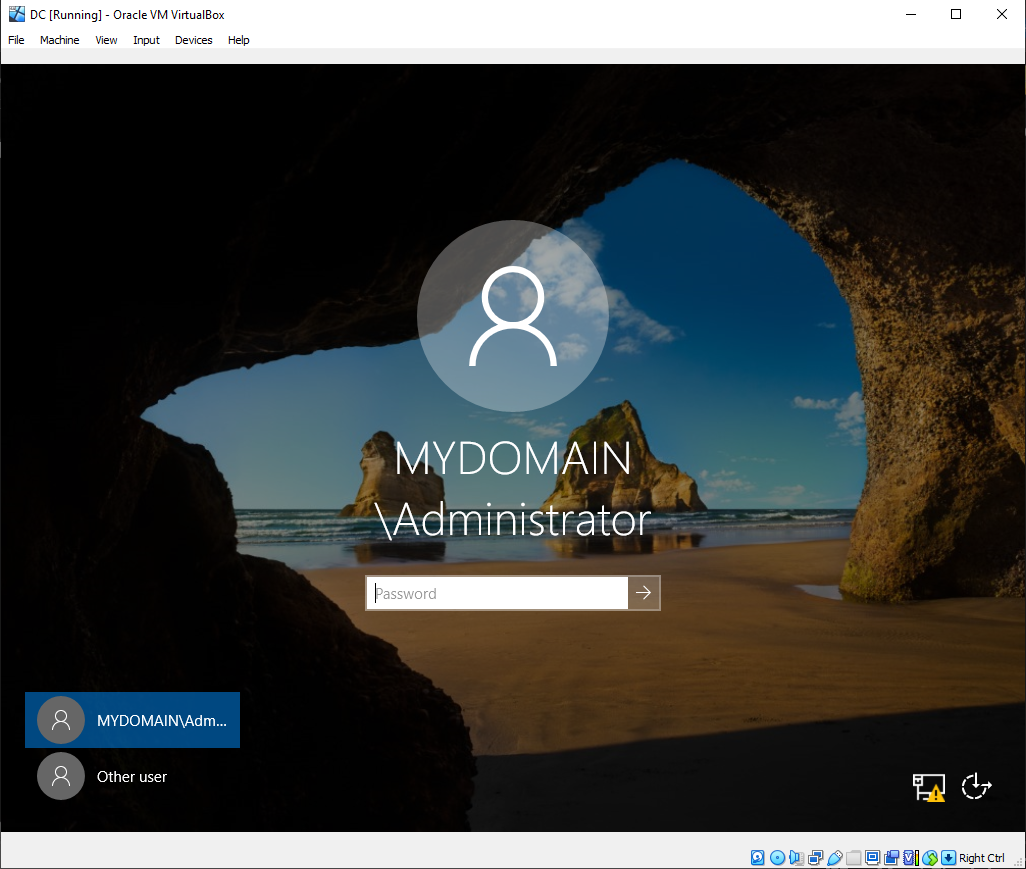 DC [Running] - Oracle VM VirtualBox
File Machine View Input Devices Help
MYDOMAIN
\Administrator
Password
MYDOMAIN\Adm...
Other user
Right Ctrl